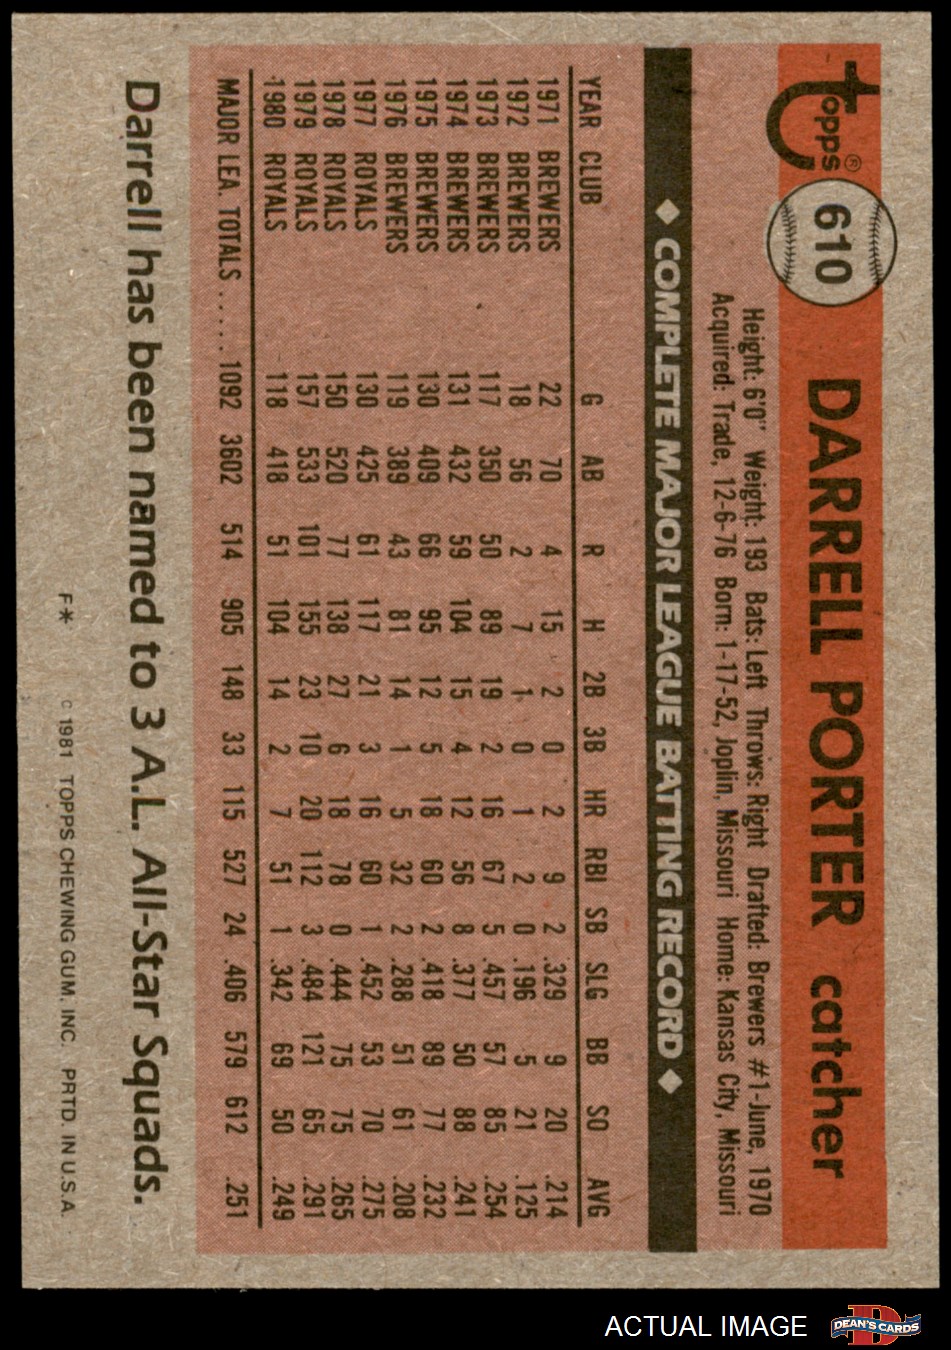 Topps®
610
DARRELL PORTER catcher
Height: 6'0" Weight: 193 Bats: Left Throws: Right Drafted: Brewers #1-June, 1970
Acquired: Trade, 12-6-76 Born: 1-17-52, Joplin, Missouri Home: Kansas City, Missouri
◆ COMPLETE MAJOR LEAGUE BATTING RECORD ◆
YEAR CLUB G AB R H 2B 3B HR RBI SB SLG BB SO AVG
1971 BREWERS 22 70 4 15 2 0 2 9 2 .329 9 20 .214
1972 BREWERS 18 56 2 7 1 0 1 2 0 .196 5 21 .125
1973 BREWERS 117 350 50 89 19 2 16 67 5 .457 57 85 .254
1974 BREWERS 131 432 59 104 15 4 12 56 8 .377 50 88 .241
1975 BREWERS 130 409 66 95 12 5 18 60 2 .418 89 77 .232
1976 BREWERS 119 389 43 81 14 1 5 32 2 .288 51 61 .208
1977 ROYALS 130 425 61 117 21 3 16 60 1 .452 53 70 .275
1978 ROYALS 150 520 77 138 27 6 18 78 0 .444 75 75 .265
1979 ROYALS 157 533 101 155 23 10 20 112 3 .484 121 65 .291
1980 ROYALS 118 418 51 104 14 2 7 51 1 .342 69 50 .249
MAJOR LEA. TOTALS ..... 1092 3602 514 905 148 33 115 527 24 .406 579 612 .251
Darrell has been named to 3 A.L. All-Star Squads.
F* © 1981 TOPPS CHEWING GUM, INC. PRTD. IN U.S.A.
ACTUAL IMAGE
D
DEAN'S CARDS